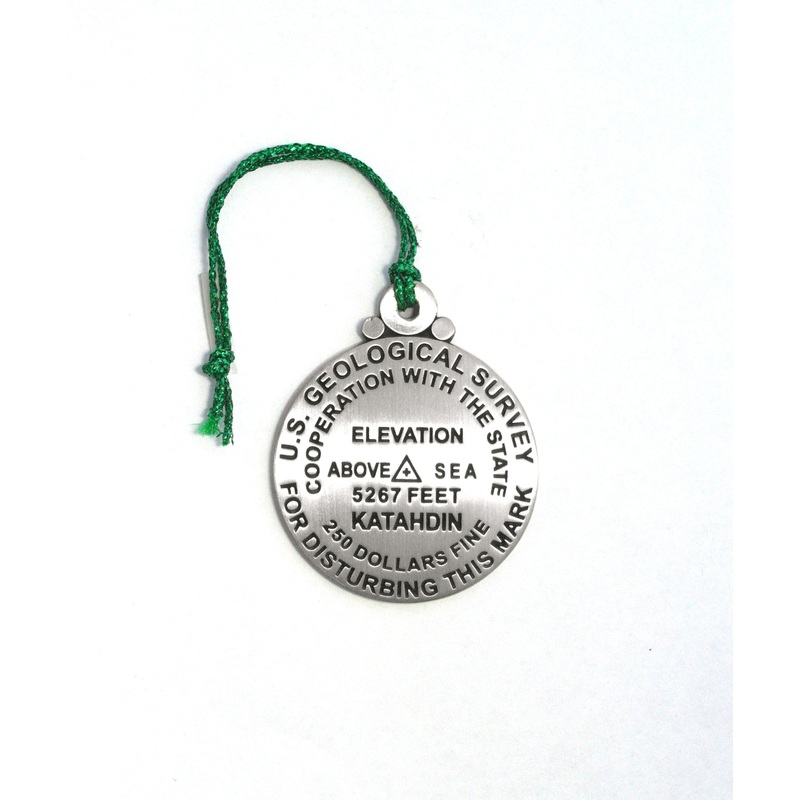 U.S. GEOLOGICAL SURVEY
COOPERATION WITH THE STATE
ELEVATION
ABOVE SEA
5267 FEET
KATAHDIN
250 DOLLARS FINE
FOR DISTURBING THIS MARK